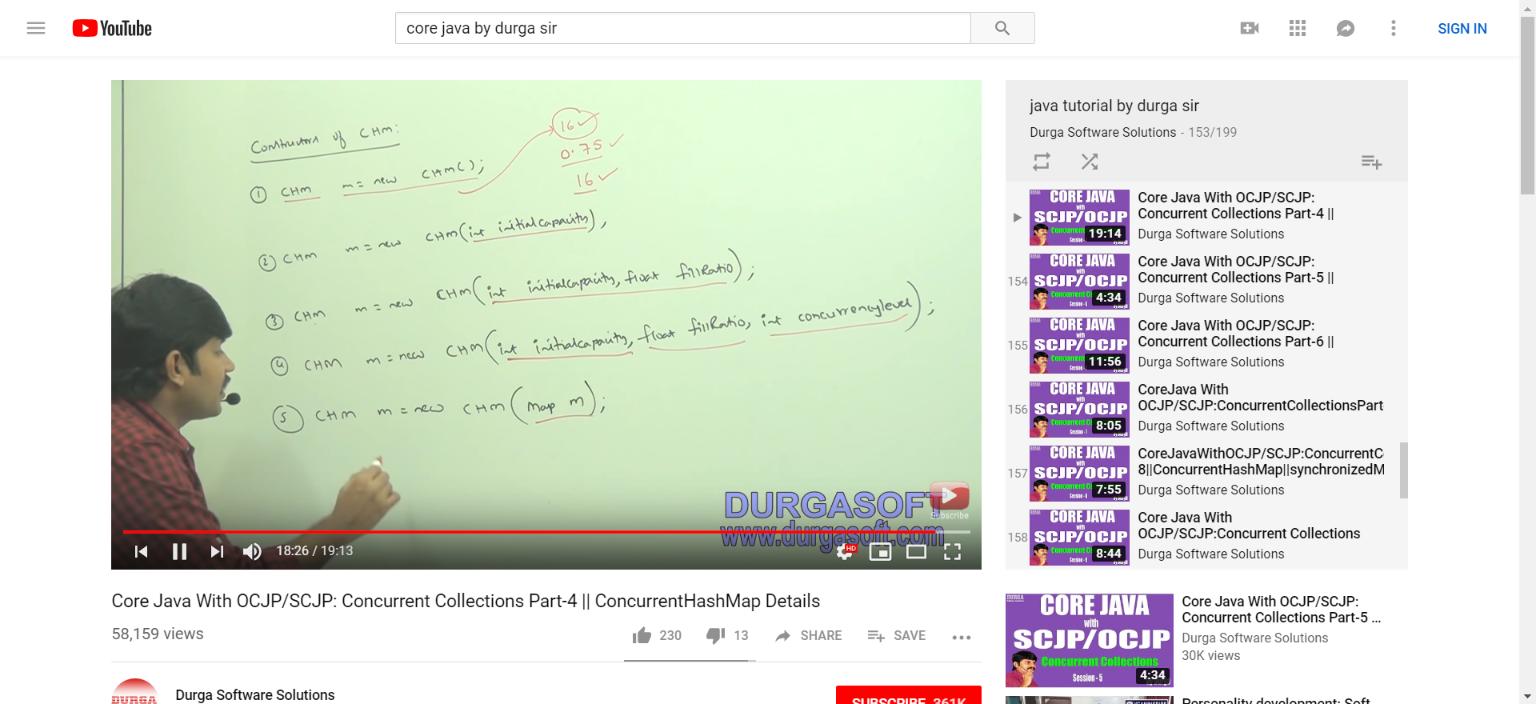 YouTube
core java by durga sir
SIGN IN
Constructors of CHM:
16
0.75
16
① CHM m = new CHM();
② CHM m = new CHM(int initialcapacity),
③ CHM m = new CHM(int initialcapacity, float fillRatio);
④ CHM m = new CHM(int initialcapacity, float fillRatio, int concurrencylevel);
⑤ CHM m = new CHM(Map m);
DURGASOFT
www.durgasoft.com
Subscribe
18:26 / 19:13
HD
Core Java With OCJP/SCJP: Concurrent Collections Part-4 || ConcurrentHashMap Details
58,159 views
230
13
SHARE
SAVE
DURGA
Durga Software Solutions
SUBSCRIBE 361K
java tutorial by durga sir
Durga Software Solutions - 153/199
CORE JAVA
with
SCJP/OCJP
19:14
Core Java With OCJP/SCJP:
Concurrent Collections Part-4 ||
Durga Software Solutions
154
CORE JAVA
with
SCJP/OCJP
4:34
Core Java With OCJP/SCJP:
Concurrent Collections Part-5 ||
Durga Software Solutions
155
CORE JAVA
with
SCJP/OCJP
11:56
Core Java With OCJP/SCJP:
Concurrent Collections Part-6 ||
Durga Software Solutions
156
CORE JAVA
with
SCJP/OCJP
8:05
CoreJava With
OCJP/SCJP:ConcurrentCollectionsPart
Durga Software Solutions
157
CORE JAVA
with
SCJP/OCJP
7:55
CoreJavaWithOCJP/SCJP:ConcurrentC
8||ConcurrentHashMap||synchronizedM
Durga Software Solutions
158
CORE JAVA
with
SCJP/OCJP
8:44
Core Java With
OCJP/SCJP:Concurrent Collections
Durga Software Solutions
CORE JAVA
with
SCJP/OCJP
Concurrent Collections
Session - 5
4:34
Core Java With OCJP/SCJP:
Concurrent Collections Part-5 ...
Durga Software Solutions
30K views
Personality development: Soft